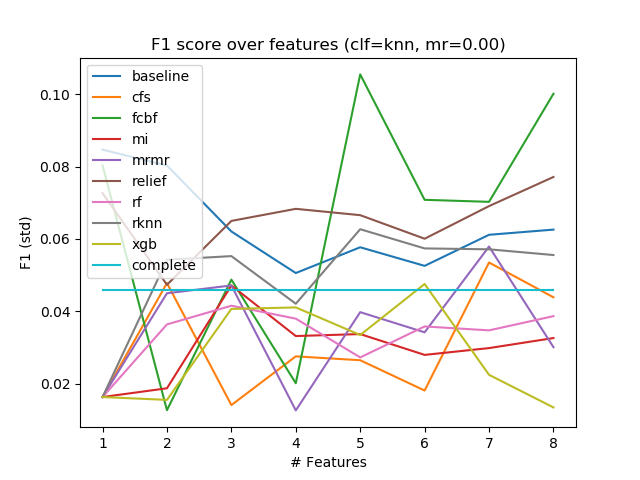 F1 score over features (clf=knn, mr=0.00)
F1 (std)
0.10
0.08
0.06
0.04
0.02
baseline
cfs
fcbf
mi
mrmr
relief
rf
rknn
xgb
complete
1 2 3 4 5 6 7 8
# Features